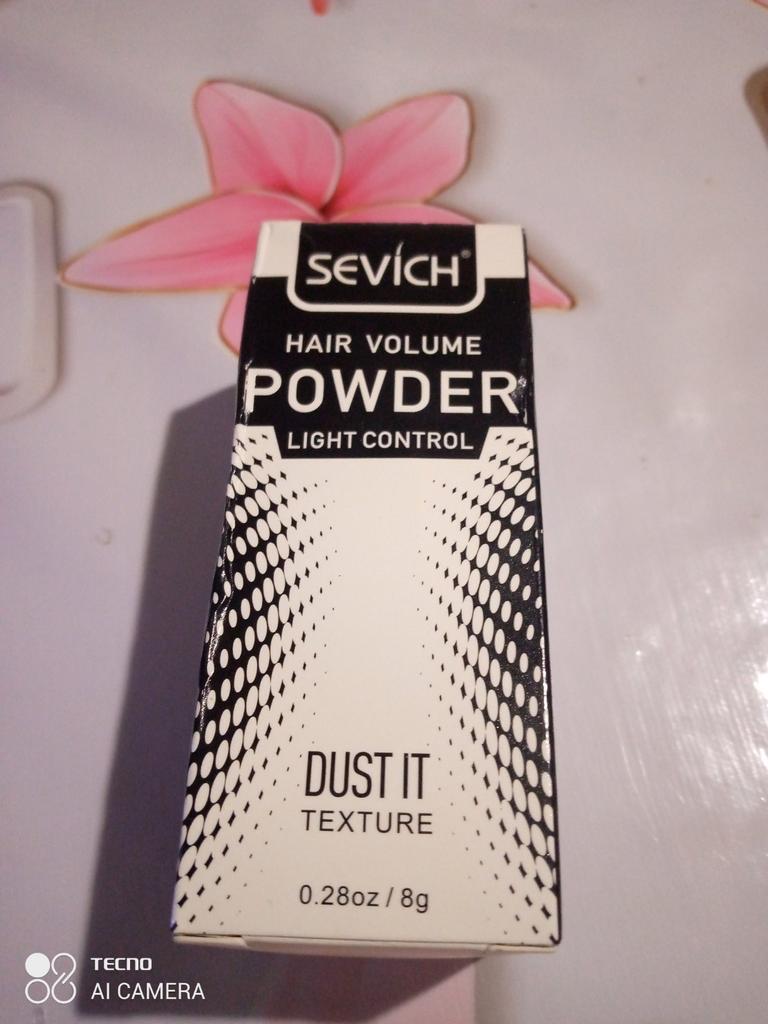 SEVICH®
HAIR VOLUME
POWDER
LIGHT CONTROL
DUST IT
TEXTURE
0.28oz / 8g
TECNO
AI CAMERA